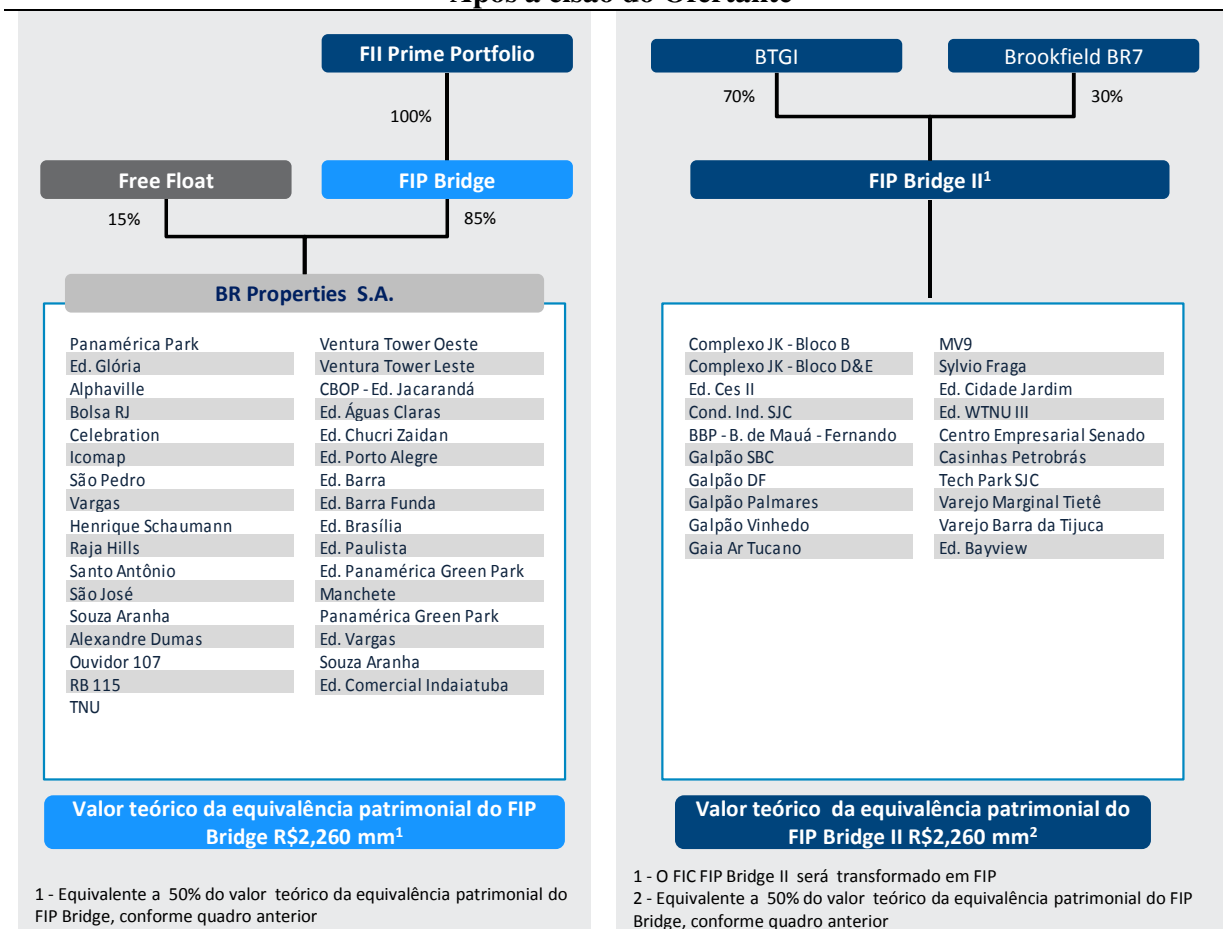 Após a cisão do Ofertante
FII Prime Portfolio
100%
Free Float
FIP Bridge
15%
85%
BR Properties S.A.
Panamérica Park
Ed. Glória
Alphaville
Bolsa RJ
Celebration
Icomap
São Pedro
Vargas
Henrique Schaumann
Raja Hills
Santo Antônio
São José
Souza Aranha
Alexandre Dumas
Ouvidor 107
RB 115
TNU
Ventura Tower Oeste
Ventura Tower Leste
CBOP - Ed. Jacarandá
Ed. Águas Claras
Ed. Chucri Zaidan
Ed. Porto Alegre
Ed. Barra
Ed. Barra Funda
Ed. Brasília
Ed. Paulista
Ed. Panamérica Green Park
Manchete
Panamérica Green Park
Ed. Vargas
Souza Aranha
Ed. Comercial Indaiatuba
Valor teórico da equivalência patrimonial do FIP
Bridge R$2,260 mm¹
1 - Equivalente a 50% do valor teórico da equivalência patrimonial do
FIP Bridge, conforme quadro anterior
BTGI
Brookfield BR7
70%
30%
FIP Bridge II¹
Complexo JK - Bloco B
Complexo JK - Bloco D&E
Ed. Ces II
Cond. Ind. SJC
BBP - B. de Mauá - Fernando
Galpão SBC
Galpão DF
Galpão Palmares
Galpão Vinhedo
Gaia Ar Tucano
MV9
Sylvio Fraga
Ed. Cidade Jardim
Ed. WTNU III
Centro Empresarial Senado
Casinhas Petrobrás
Tech Park SJC
Varejo Marginal Tietê
Varejo Barra da Tijuca
Ed. Bayview
Valor teórico da equivalência patrimonial do
FIP Bridge II R$2,260 mm²
1 - O FIC FIP Bridge II será transformado em FIP
2 - Equivalente a 50% do valor teórico da equivalência patrimonial do FIP
Bridge, conforme quadro anterior